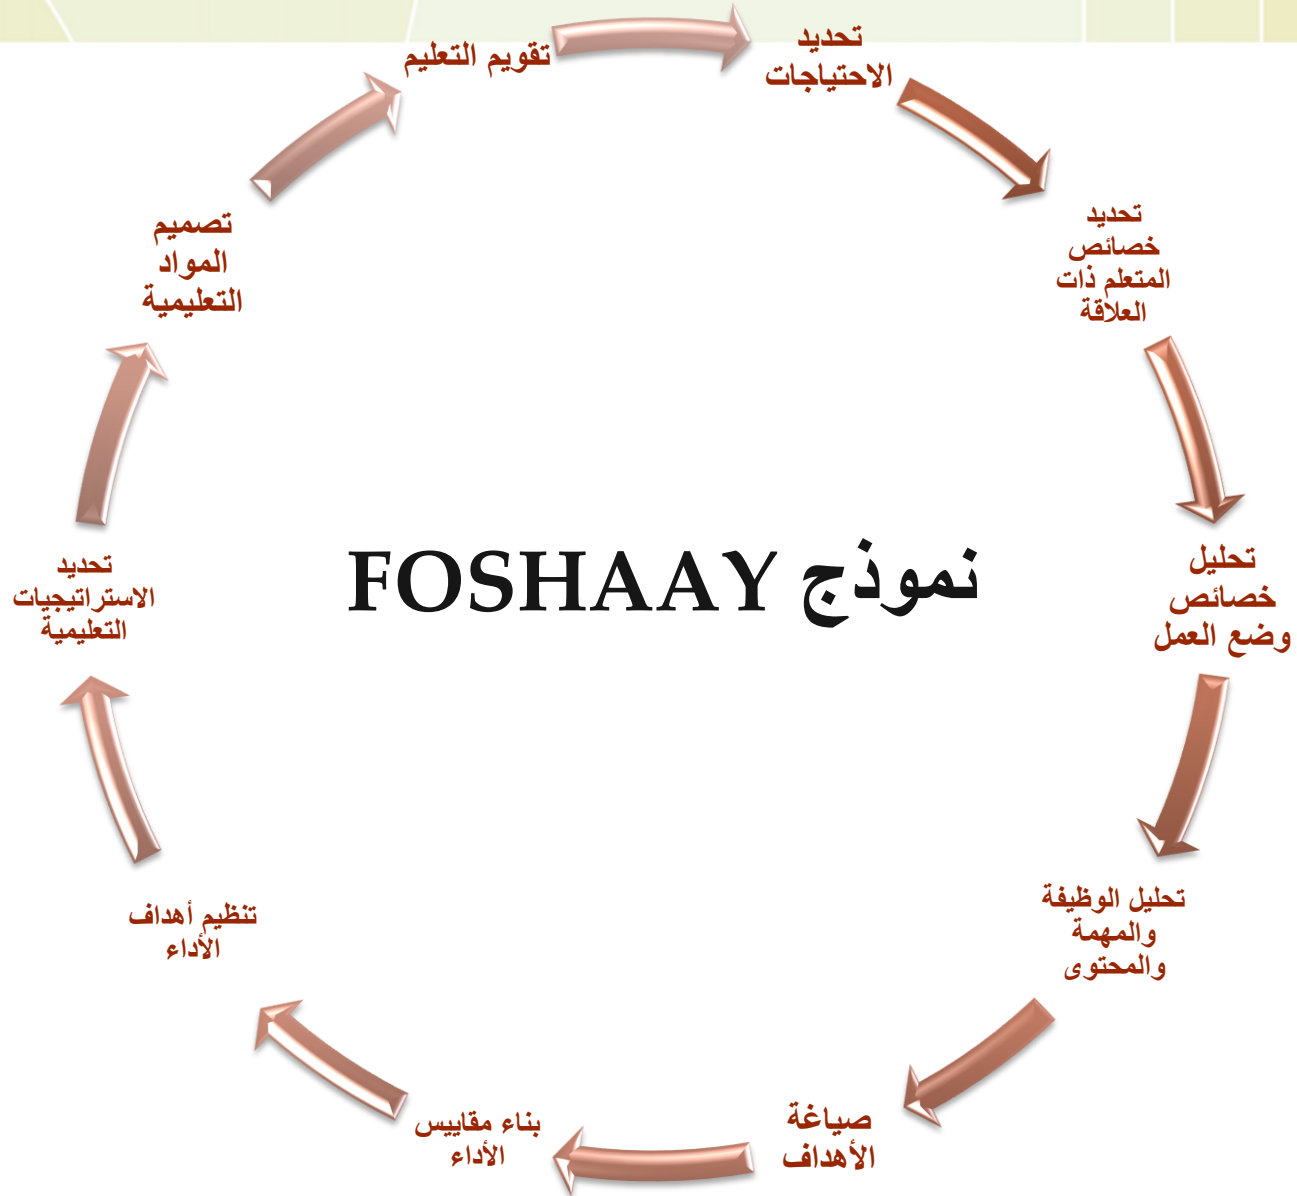 تحديد
الاحتياجات
تحديد
خصائص
المتعلم ذات
العلاقة
تحليل
خصائص
وضع العمل
تحليل الوظيفة
والمهمة
والمحتوى
صياغة
الأهداف
بناء مقاييس
الأداء
تنظيم أهداف
الأداء
تحديد
الاستراتيجيات
التعليمية
تصميم
المواد
التعليمية
تقويم التعليم
نموذج FOSHAAY